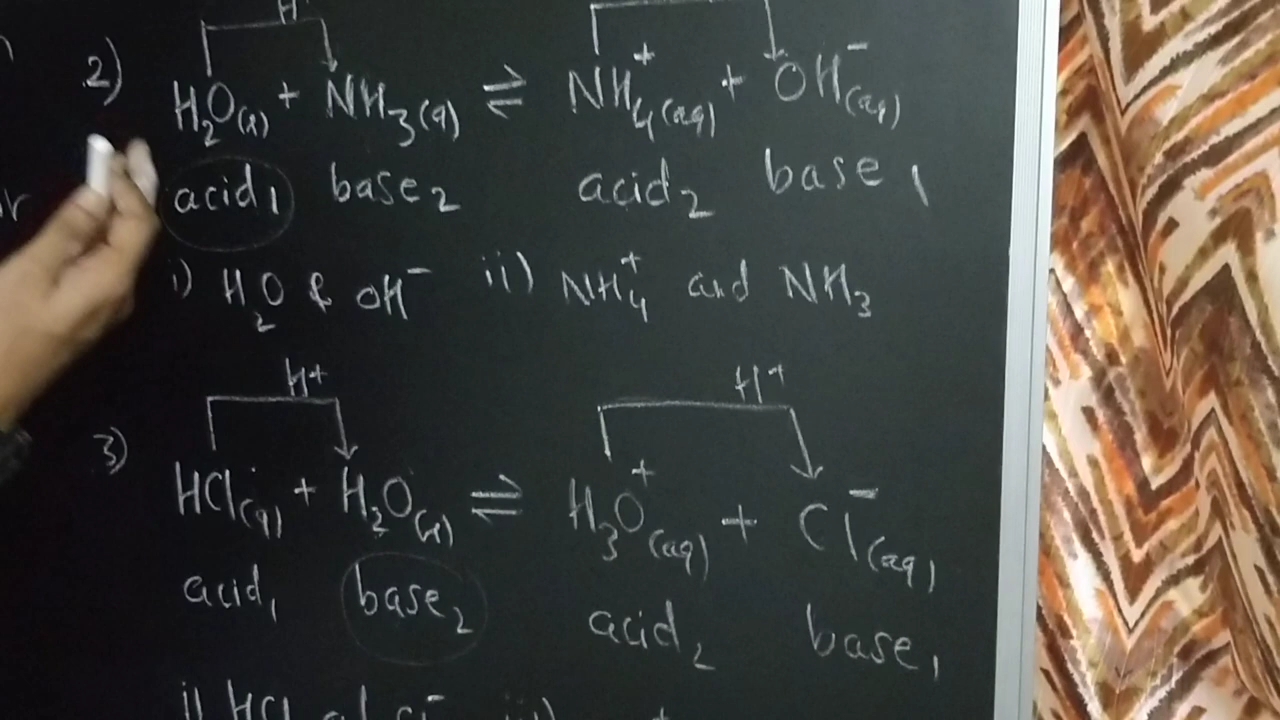 H
2) H₂O(l) + NH₃(g) ⇌ NH₄⁺(aq) + OH⁻(aq)
acid₁ base₂ acid₂ base₁
i) H₂O & OH⁻ ii) NH₄⁺ and NH₃
H+ H+
3) HCl(g) + H₂O(l) ⇌ H₃O⁺(aq) + Cl⁻(aq)
acid₁ base₂ acid₂ base₁
i) HCl